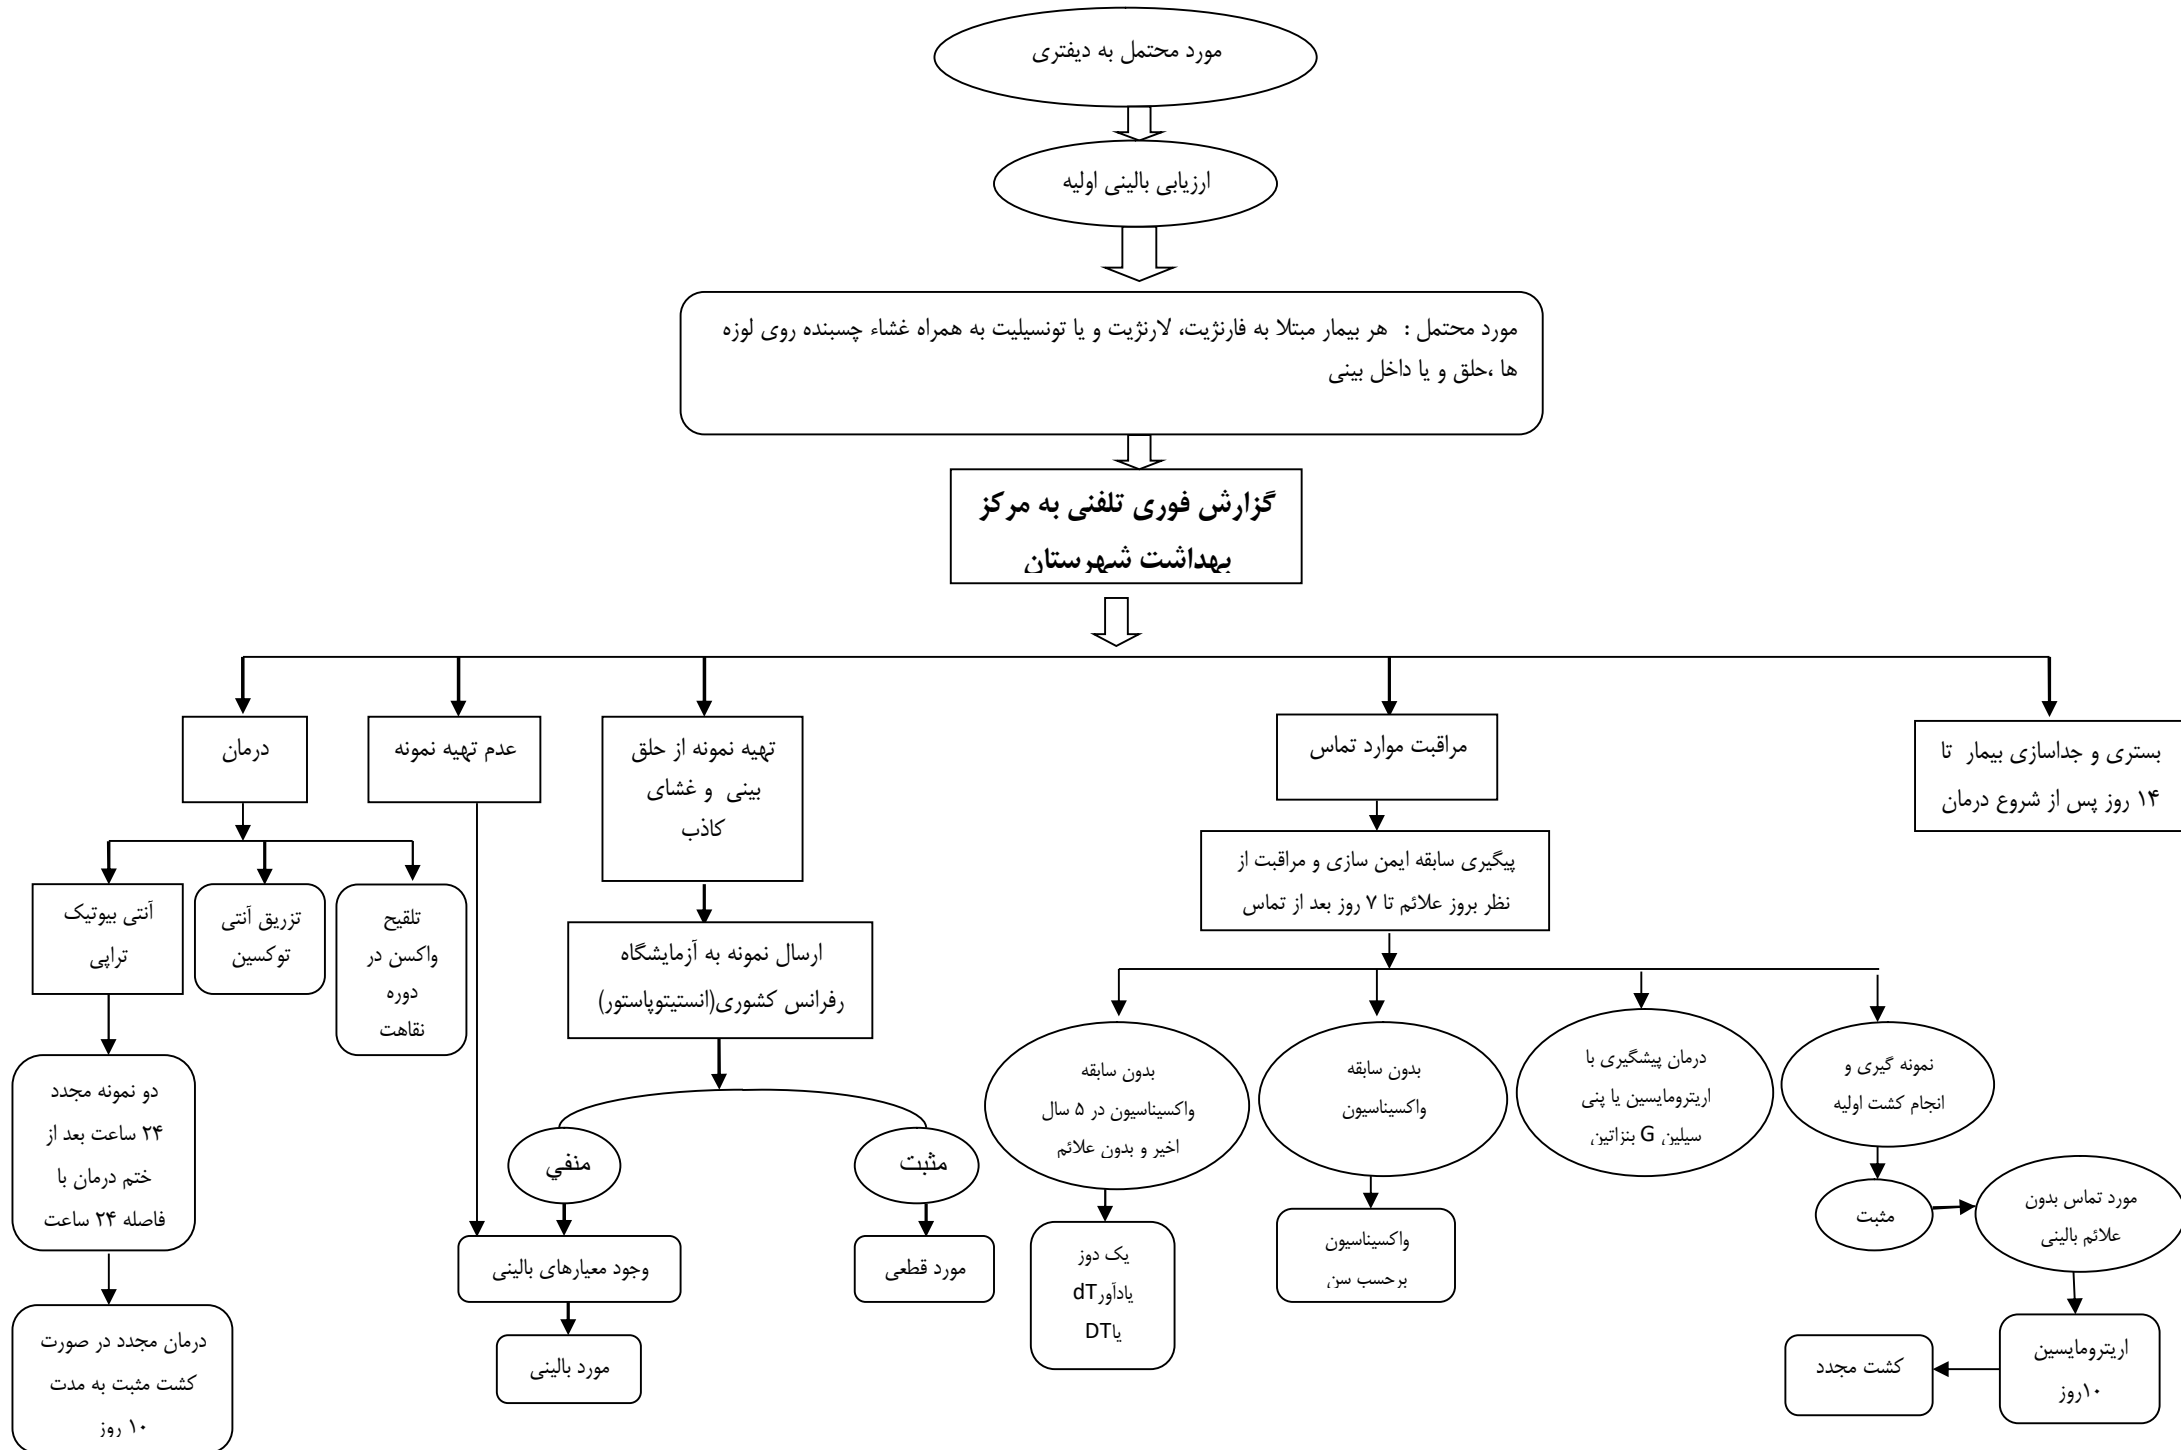 مورد محتمل به دیفتری
ارزیابی بالینی اولیه
مورد محتمل : هر بیمار مبتلا به فارنژیت، لارنژیت و یا تونسیلیت به همراه غشاء چسبنده روی لوزه
ها ،حلق و یا داخل بینی
گزارش فوری تلفنی به مرکز
بهداشت شهرستان
بستری و جداسازی بیمار تا
۱۴ روز پس از شروع درمان
مراقبت موارد تماس
پیگیری سابقه ایمن سازی و مراقبت از
نظر بروز علائم تا ۷ روز بعد از تماس
نمونه گیری و
انجام کشت اولیه
مثبت
مورد تماس بدون
علائم بالینی
اریترومایسین
۱۰روز
کشت مجدد
درمان پیشگیری با
اریترومایسین یا پنی
سیلین G بنزاتین
بدون سابقه
واکسیناسیون
واکسیناسیون
برحسب سن
بدون سابقه
واکسیناسیون در ۵ سال
اخیر و بدون علائم
یک دوز
یادآورdT
یاDT
تهیه نمونه از حلق
بینی و غشای
کاذب
ارسال نمونه به آزمایشگاه
رفرانس کشوری(انستیتوپاستور)
مثبت
مورد قطعی
منفي
وجود معیارهای بالینی
مورد بالینی
عدم تهیه نمونه
درمان
تلقیح
واکسن در
دوره
نقاهت
تزریق آنتی
توکسین
آنتی بیوتیک
تراپی
دو نمونه مجدد
۲۴ ساعت بعد از
ختم درمان با
فاصله ۲۴ ساعت
درمان مجدد در صورت
کشت مثبت به مدت
۱۰ روز